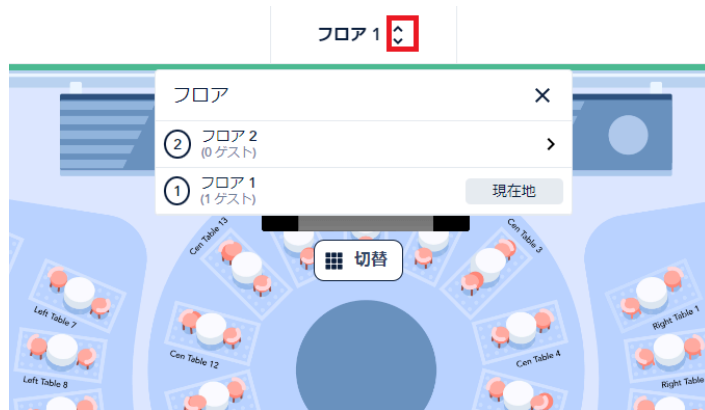 フロア 1
フロア
2
フロア 2
(0 ゲスト)
1
フロア 1
(1 ゲスト)
現在地
Cen Table 13
Cen Table 3
切替
Left Table 7
Right Table 1
Cen Table 12
Cen Table 4
Left Table 8
Right Table